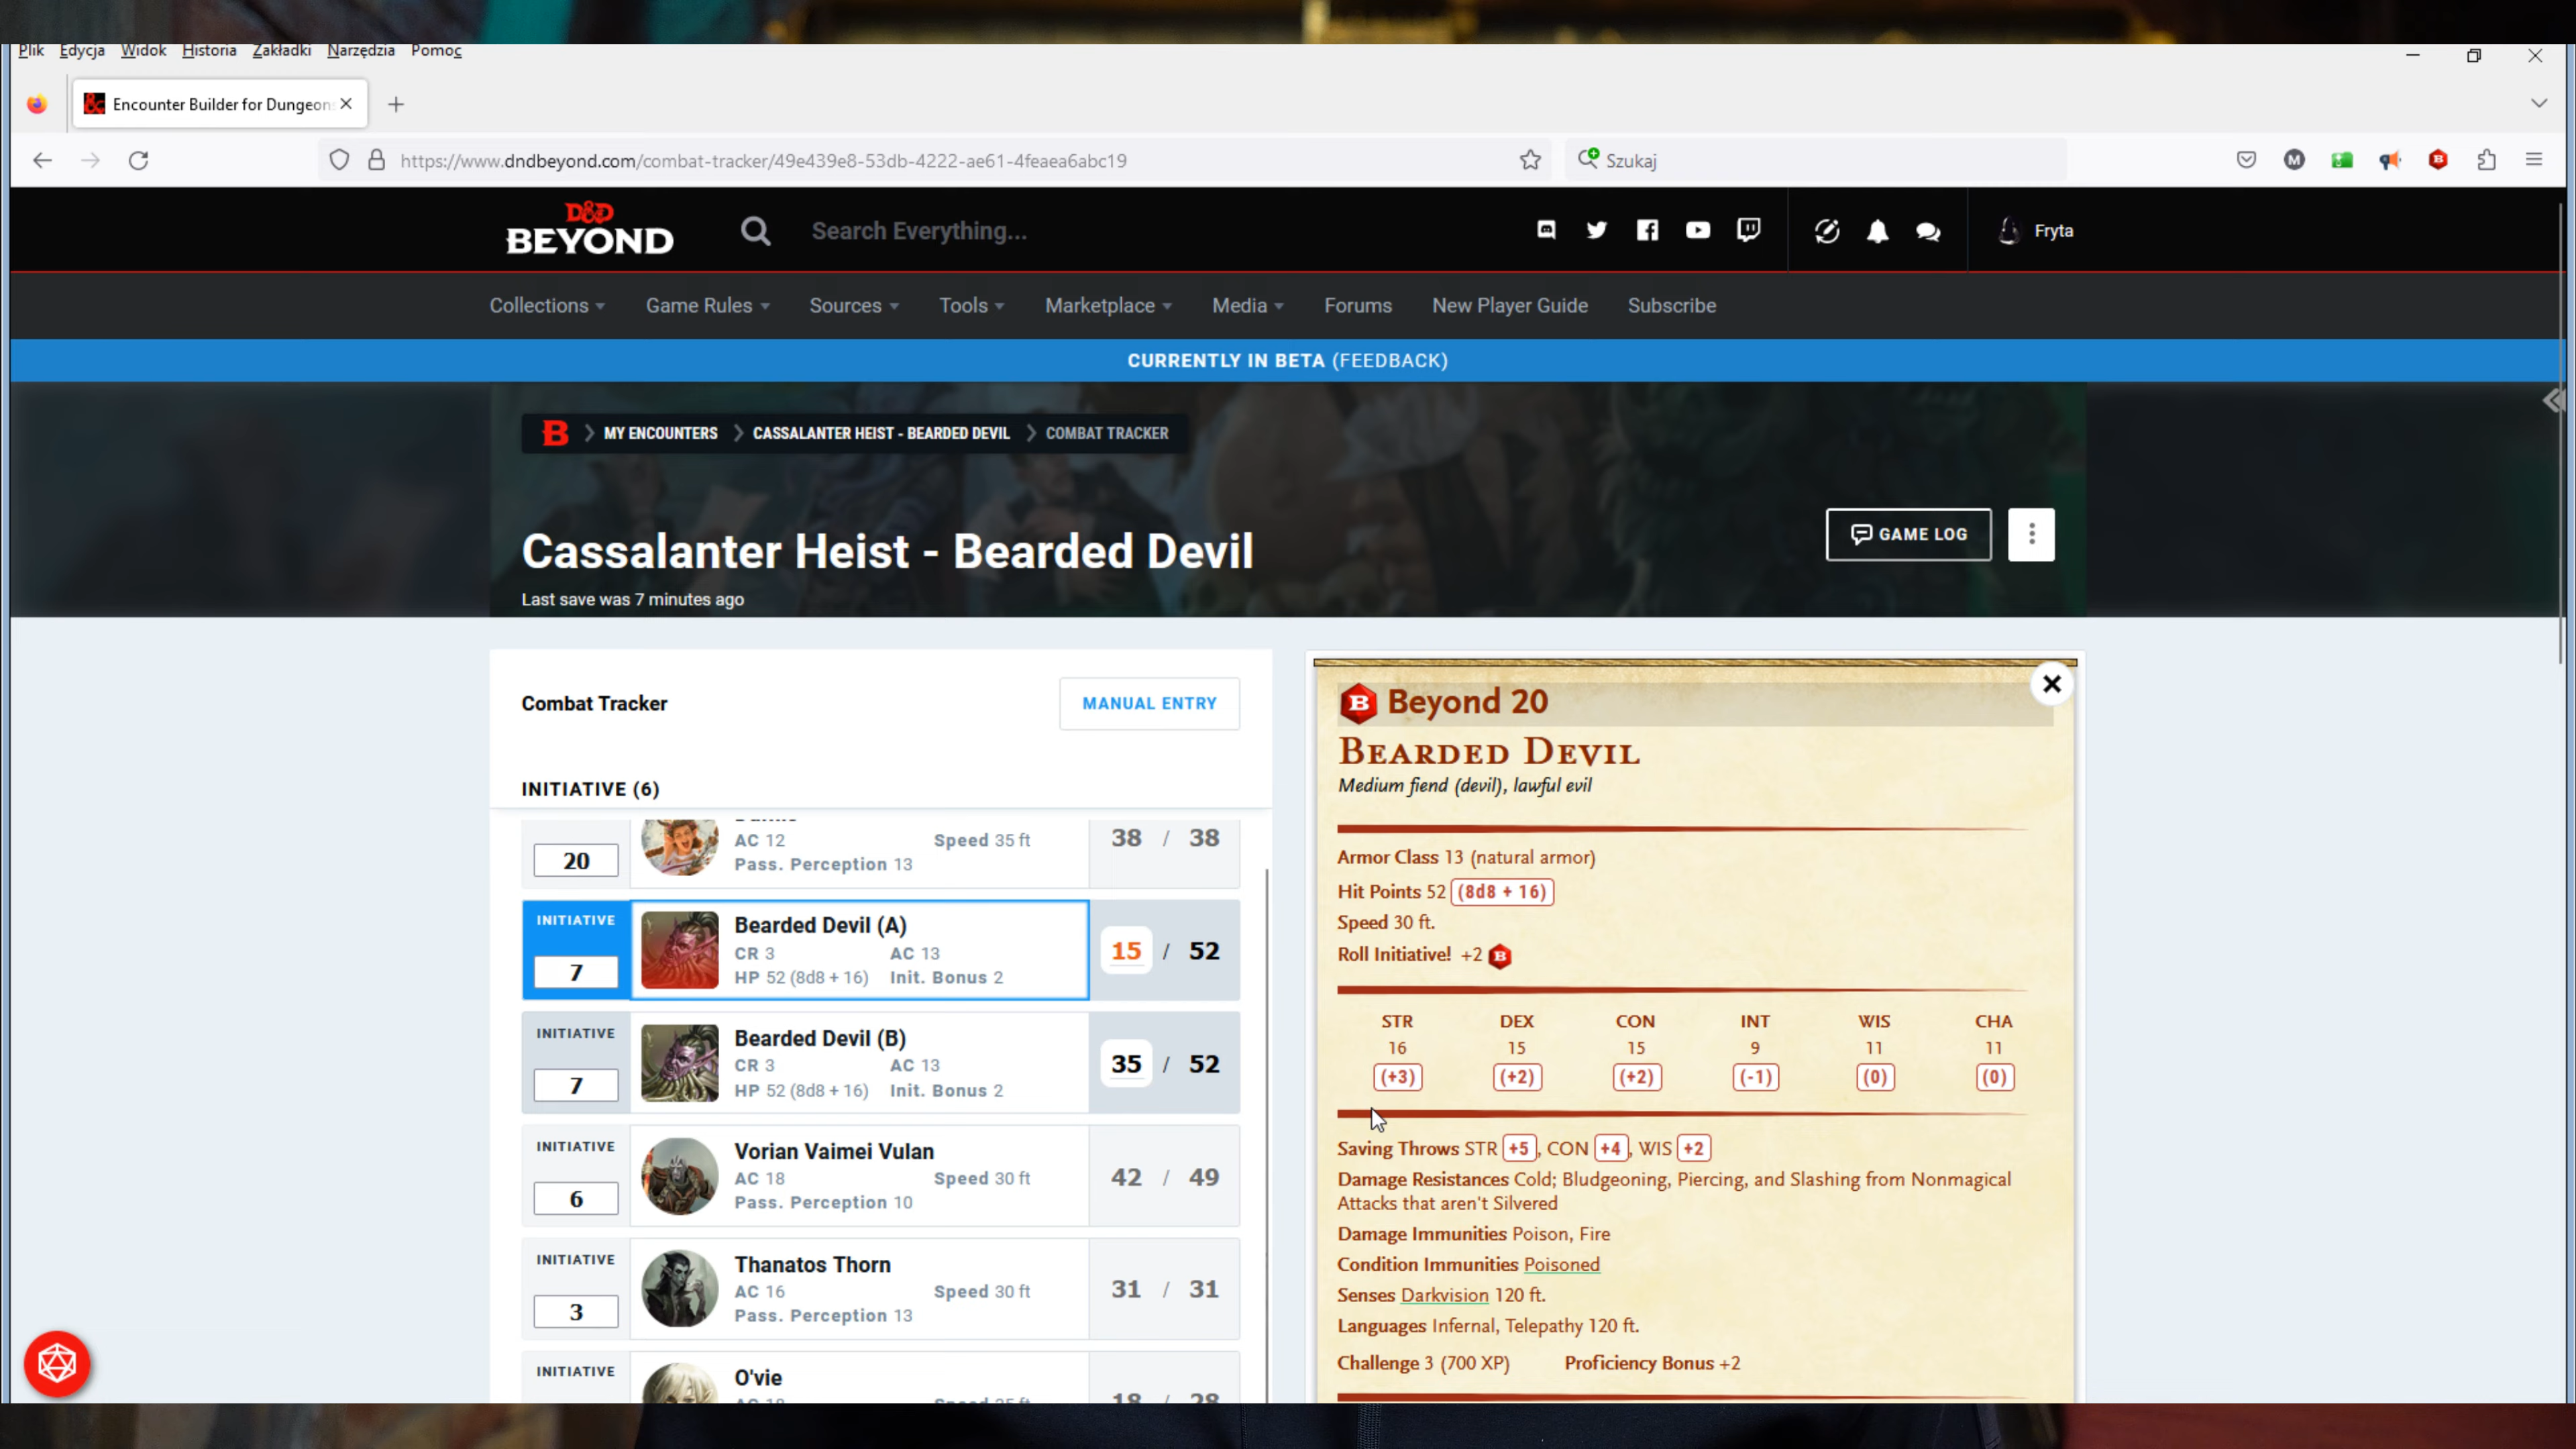 Plik Edycja Widok Historia Zakładki Narzędzia Pomoc
Encounter Builder for Dungeon
https://www.dndbeyond.com/combat-tracker/49e439e8-53db-4222-ae61-4feaea6abc19
Szukaj
M
B
D&D
BEYOND
Search Everything...
Fryta
Collections Game Rules Sources Tools Marketplace Media Forums New Player Guide Subscribe
CURRENTLY IN BETA (FEEDBACK)
B MY ENCOUNTERS CASSALANTER HEIST - BEARDED DEVIL COMBAT TRACKER
Cassalanter Heist - Bearded Devil
GAME LOG
Last save was 7 minutes ago
Combat Tracker
MANUAL ENTRY
INITIATIVE (6)
20
AC 12 Speed 35 ft
Pass. Perception 13
38 / 38
INITIATIVE
7
Bearded Devil (A)
CR 3 AC 13
HP 52 (8d8 + 16) Init. Bonus 2
15 / 52
INITIATIVE
7
Bearded Devil (B)
CR 3 AC 13
HP 52 (8d8 + 16) Init. Bonus 2
35 / 52
INITIATIVE
6
Vorian Vaimei Vulan
AC 18 Speed 30 ft
Pass. Perception 10
42 / 49
INITIATIVE
3
Thanatos Thorn
AC 16 Speed 30 ft
Pass. Perception 13
31 / 31
INITIATIVE
O'vie
18 / 28
B Beyond 20
BEARDED DEVIL
Medium fiend (devil), lawful evil
Armor Class 13 (natural armor)
Hit Points 52 (8d8 + 16)
Speed 30 ft.
Roll Initiative! +2 B
STR DEX CON INT WIS CHA
16 15 15 9 11 11
(+3) (+2) (+2) (-1) (0) (0)
Saving Throws STR +5, CON +4, WIS +2
Damage Resistances Cold; Bludgeoning, Piercing, and Slashing from Nonmagical
Attacks that aren't Silvered
Damage Immunities Poison, Fire
Condition Immunities Poisoned
Senses Darkvision 120 ft.
Languages Infernal, Telepathy 120 ft.
Challenge 3 (700 XP) Proficiency Bonus +2